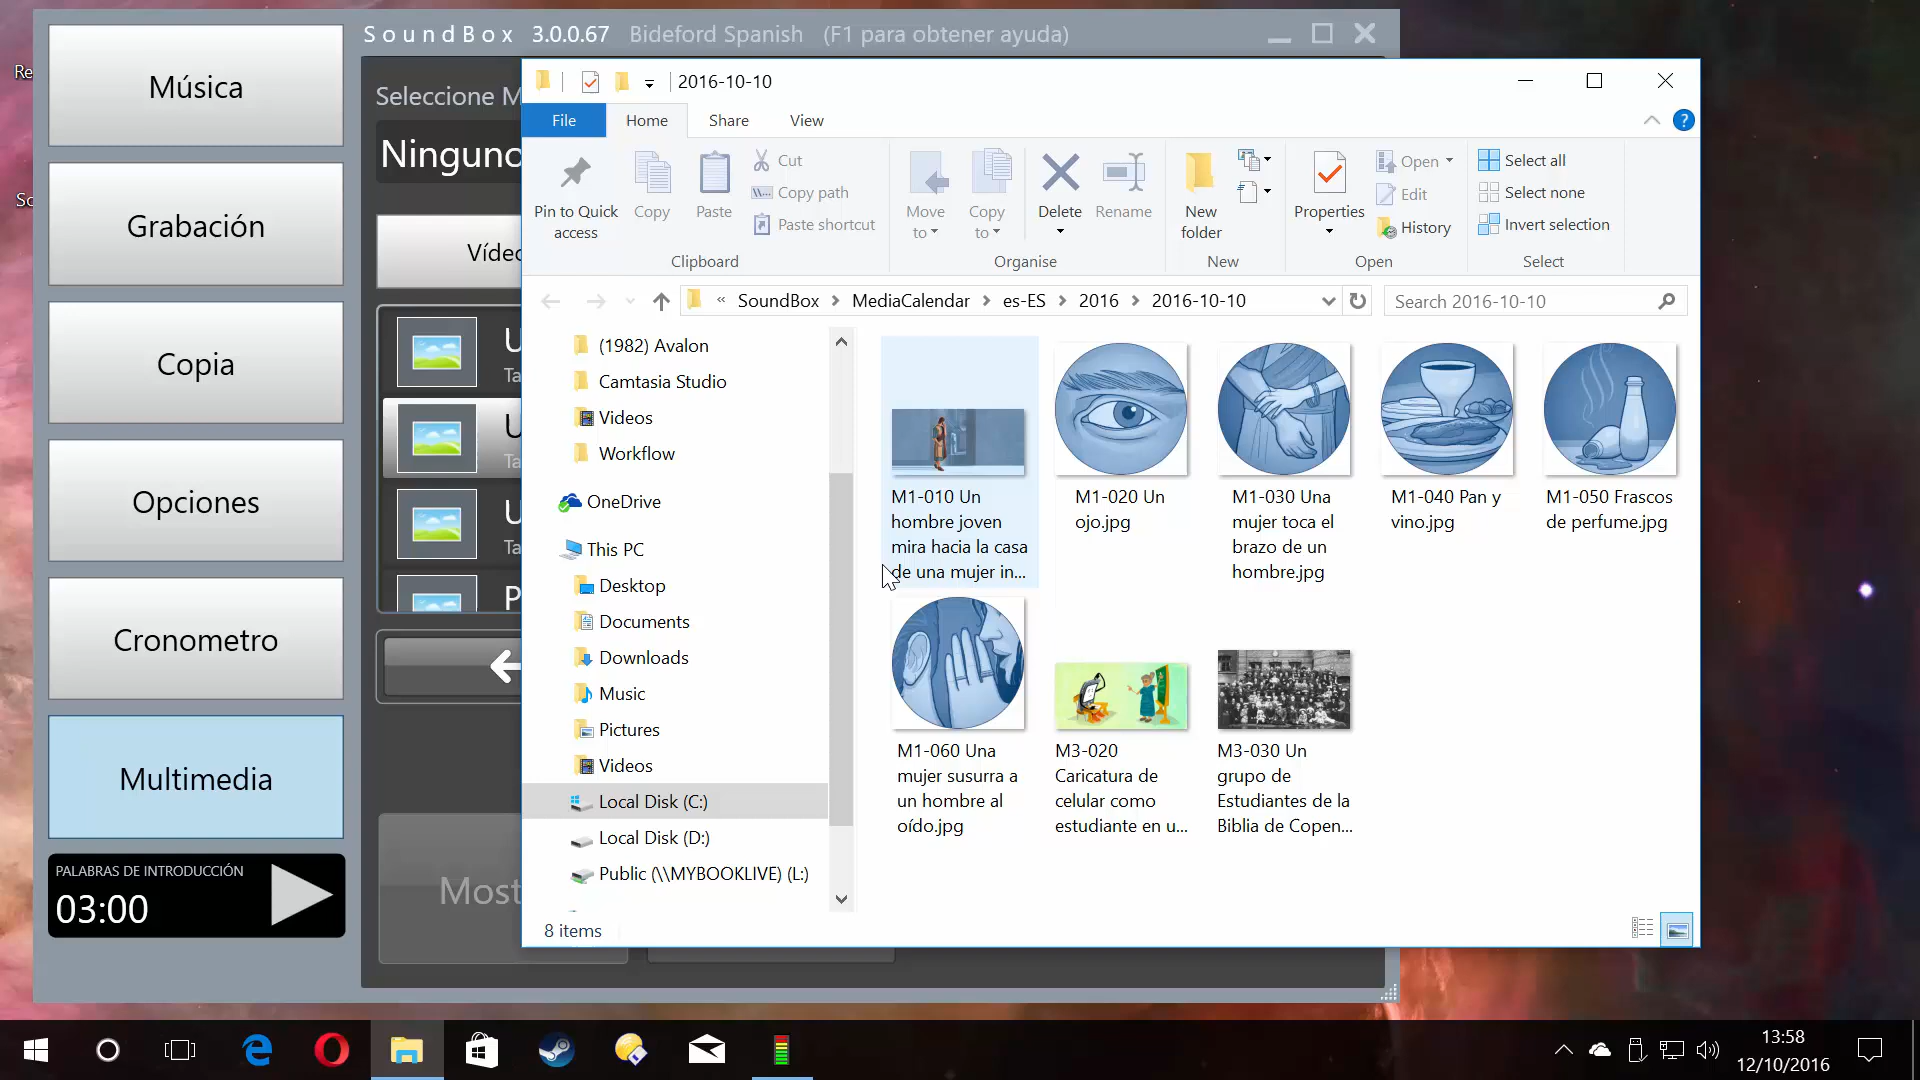 SoundBox 3.0.0.67 Bideford Spanish (F1 para obtener ayuda)
Música
Grabación
Copia
Opciones
Cronometro
Multimedia
PALABRAS DE INTRODUCCIÓN
03:00
Seleccione M
Ninguno
Víde
U
Ta
U
Ta
U
Ta
P
Most
2016-10-10
File
Home
Share
View
Pin to Quick
access
Copy
Paste
Cut
Copy path
Paste shortcut
Clipboard
Move
to
Copy
to
Delete
Rename
Organise
New
folder
New
Properties
Open
Edit
History
Open
Select all
Select none
Invert selection
Select
« SoundBox > MediaCalendar > es-ES > 2016 > 2016-10-10
Search 2016-10-10
(1982) Avalon
Camtasia Studio
Videos
Workflow
OneDrive
This PC
Desktop
Documents
Downloads
Music
Pictures
Videos
Local Disk (C:)
Local Disk (D:)
Public (\\MYBOOKLIVE) (L:)
M1-010 Un
hombre joven
mira hacia la casa
de una mujer in...
M1-020 Un
ojo.jpg
M1-030 Una
mujer toca el
brazo de un
hombre.jpg
M1-040 Pan y
vino.jpg
M1-050 Frascos
de perfume.jpg
M1-060 Una
mujer susurra a
un hombre al
oído.jpg
M3-020
Caricatura de
celular como
estudiante en u...
M3-030 Un
grupo de
Estudiantes de la
Biblia de Copen...
8 items
Re
So
13:58
12/10/2016